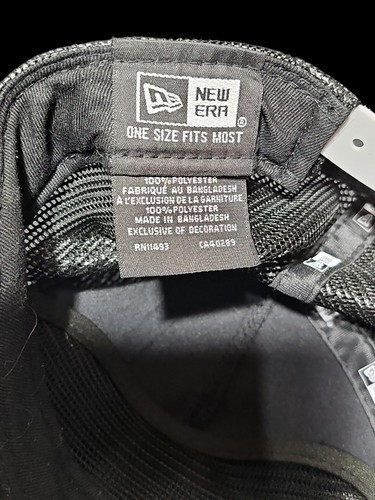 NEW
ERA®
ONE SIZE FITS MOST
100%POLYESTER
FABRIQUÉ AU BANGLADESH
À L'EXCLUSION DE LA GARNITURE
100% POLYESTER
MADE IN BANGLADESH
EXCLUSIVE OF DECORATION
RN11493 CA40289